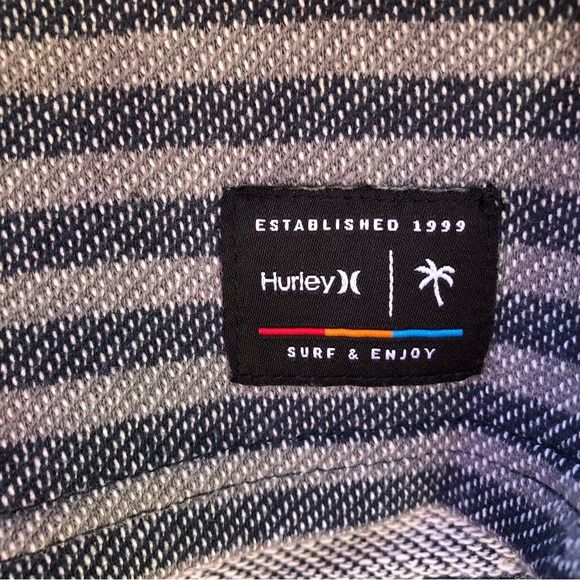 ESTABLISHED 1999
Hurley
SURF & ENJOY